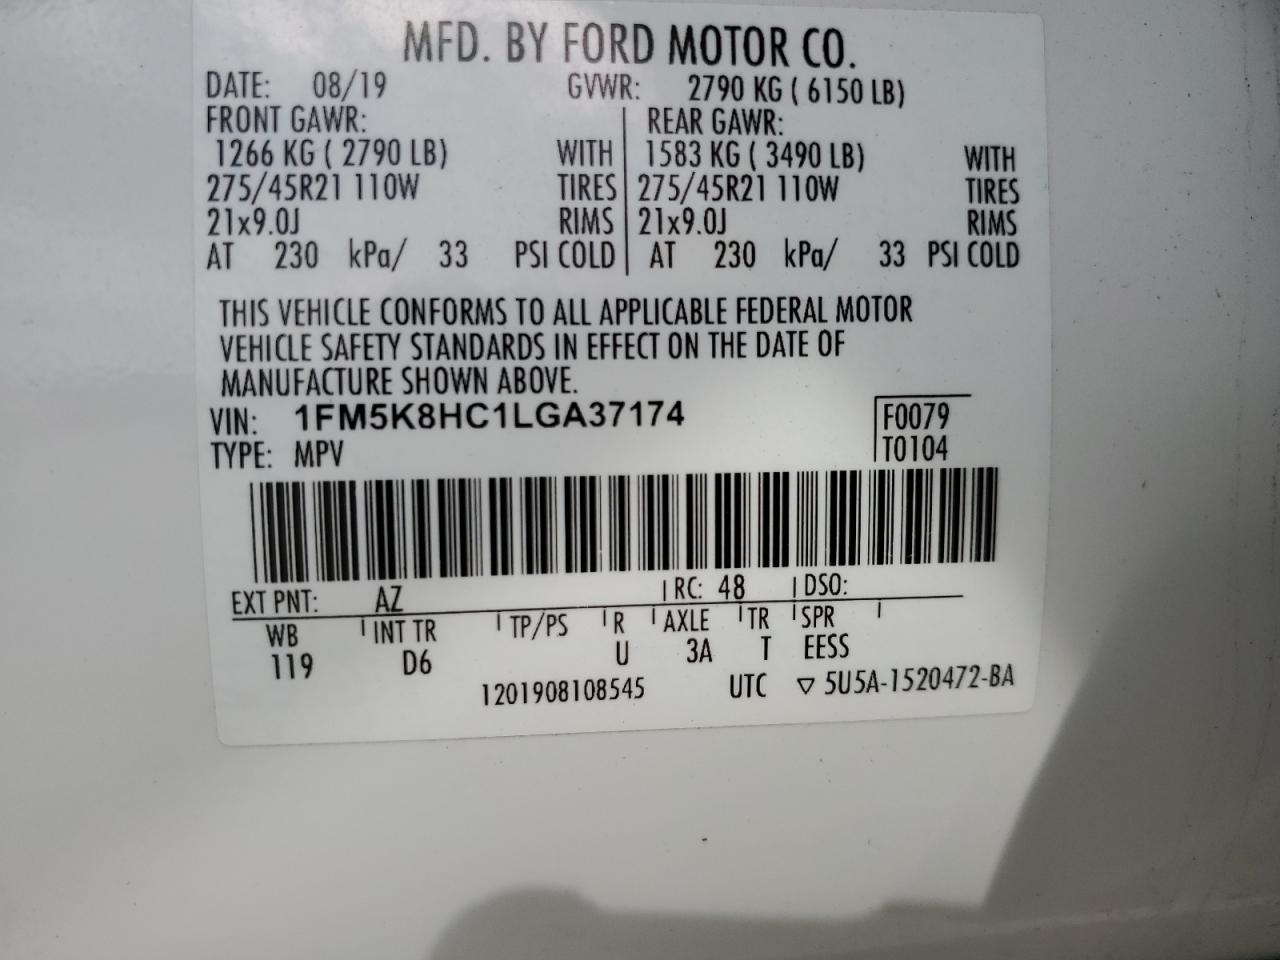 MFD. BY FORD MOTOR CO.
DATE: 08/19 GVWR: 2790 KG ( 6150 LB)
FRONT GAWR: REAR GAWR:
1266 KG ( 2790 LB) WITH 1583 KG ( 3490 LB) WITH
275/45R21 110W TIRES 275/45R21 110W TIRES
21x9.0J RIMS 21x9.0J RIMS
AT 230 kPa/ 33 PSI COLD AT 230 kPa/ 33 PSI COLD
THIS VEHICLE CONFORMS TO ALL APPLICABLE FEDERAL MOTOR
VEHICLE SAFETY STANDARDS IN EFFECT ON THE DATE OF
MANUFACTURE SHOWN ABOVE.
VIN: 1FM5K8HC1LGA37174 F0079
TYPE: MPV T0104
EXT PNT: AZ RC: 48 DSO:
WB INT TR TP/PS R AXLE TR SPR
119 D6 U 3A T EESS
1201908108545 UTC ▽ 5U5A-1520472-BA